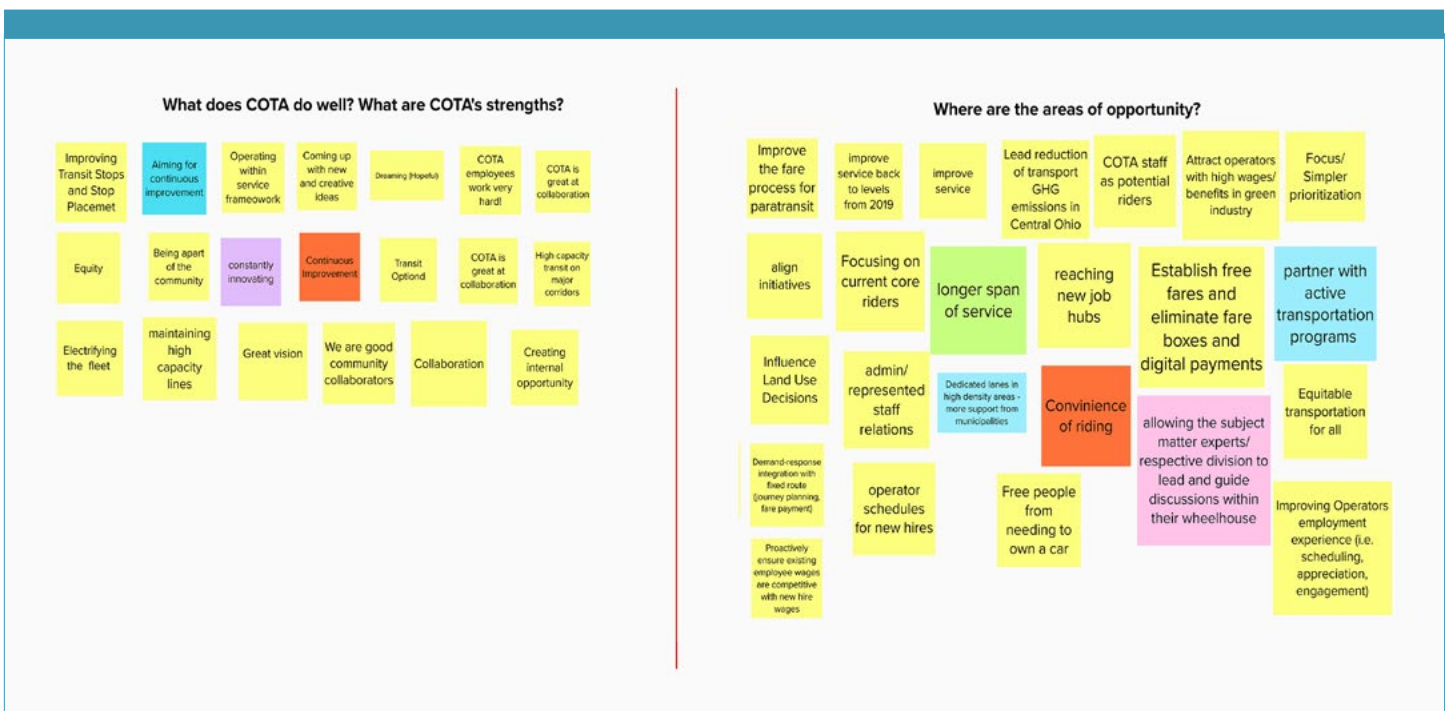 What does COTA do well? What are COTA's strengths?
Improving
Transit Stops
and Stop
Placemet
Aiming for
continuous
improvement
Operating
within
service
frameowork
Coming up
with new
and creative
ideas
Dreaming (Hopeful)
COTA
employees
work very
hard!
COTA is
great at
collaboration
Equity
Being apart
of the
community
constantly
innovating
Continuous
Improvement
Transit
Optiond
COTA is
great at
collaboration
High capacity
transit on
major
corridors
Electrifying
the fleet
maintaining
high
capacity
lines
Great vision
We are good
community
collaborators
Collaboration
Creating
internal
opportunity
Where are the areas of opportunity?
Improve
the fare
process for
paratransit
improve
service back
to levels
from 2019
improve
service
Lead reduction
of transport
GHG
emissions in
Central Ohio
COTA staff
as potential
riders
Attract operators
with high wages/
benefits in green
industry
Focus/
Simpler
prioritization
align
initiatives
Focusing on
current core
riders
longer span
of service
reaching
new job
hubs
Establish free
fares and
eliminate fare
boxes and
digital payments
partner with
active
transportation
programs
Influence
Land Use
Decisions
admin/
represented
staff
relations
Dedicated lanes in
high density areas -
more support from
municipalities
Convinience
of riding
allowing the subject
matter experts/
respective division to
lead and guide
discussions within
their wheelhouse
Equitable
transportation
for all
Demand-response
integration with
fixed route
(journey planning,
fare payment)
operator
schedules
for new hires
Free people
from
needing to
own a car
Improving Operators
employment
experience (i.e.
scheduling,
appreciation,
engagement)
Proactively
ensure existing
employee wages
are competitive
with new hire
wages